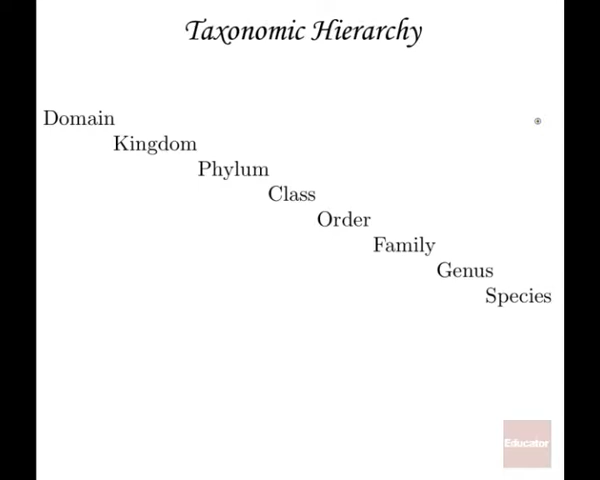 Taxonomic Hierarchy
Domain
Kingdom
Phylum
Class
Order
Family
Genus
Species
Educator